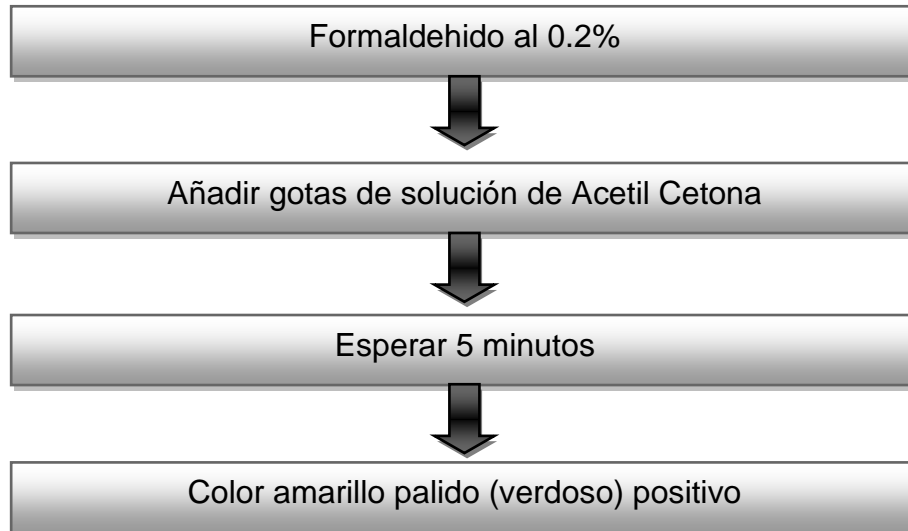 Formaldehido al 0.2%
Añadir gotas de solución de Acetil Cetona
Esperar 5 minutos
Color amarillo palido (verdoso) positivo